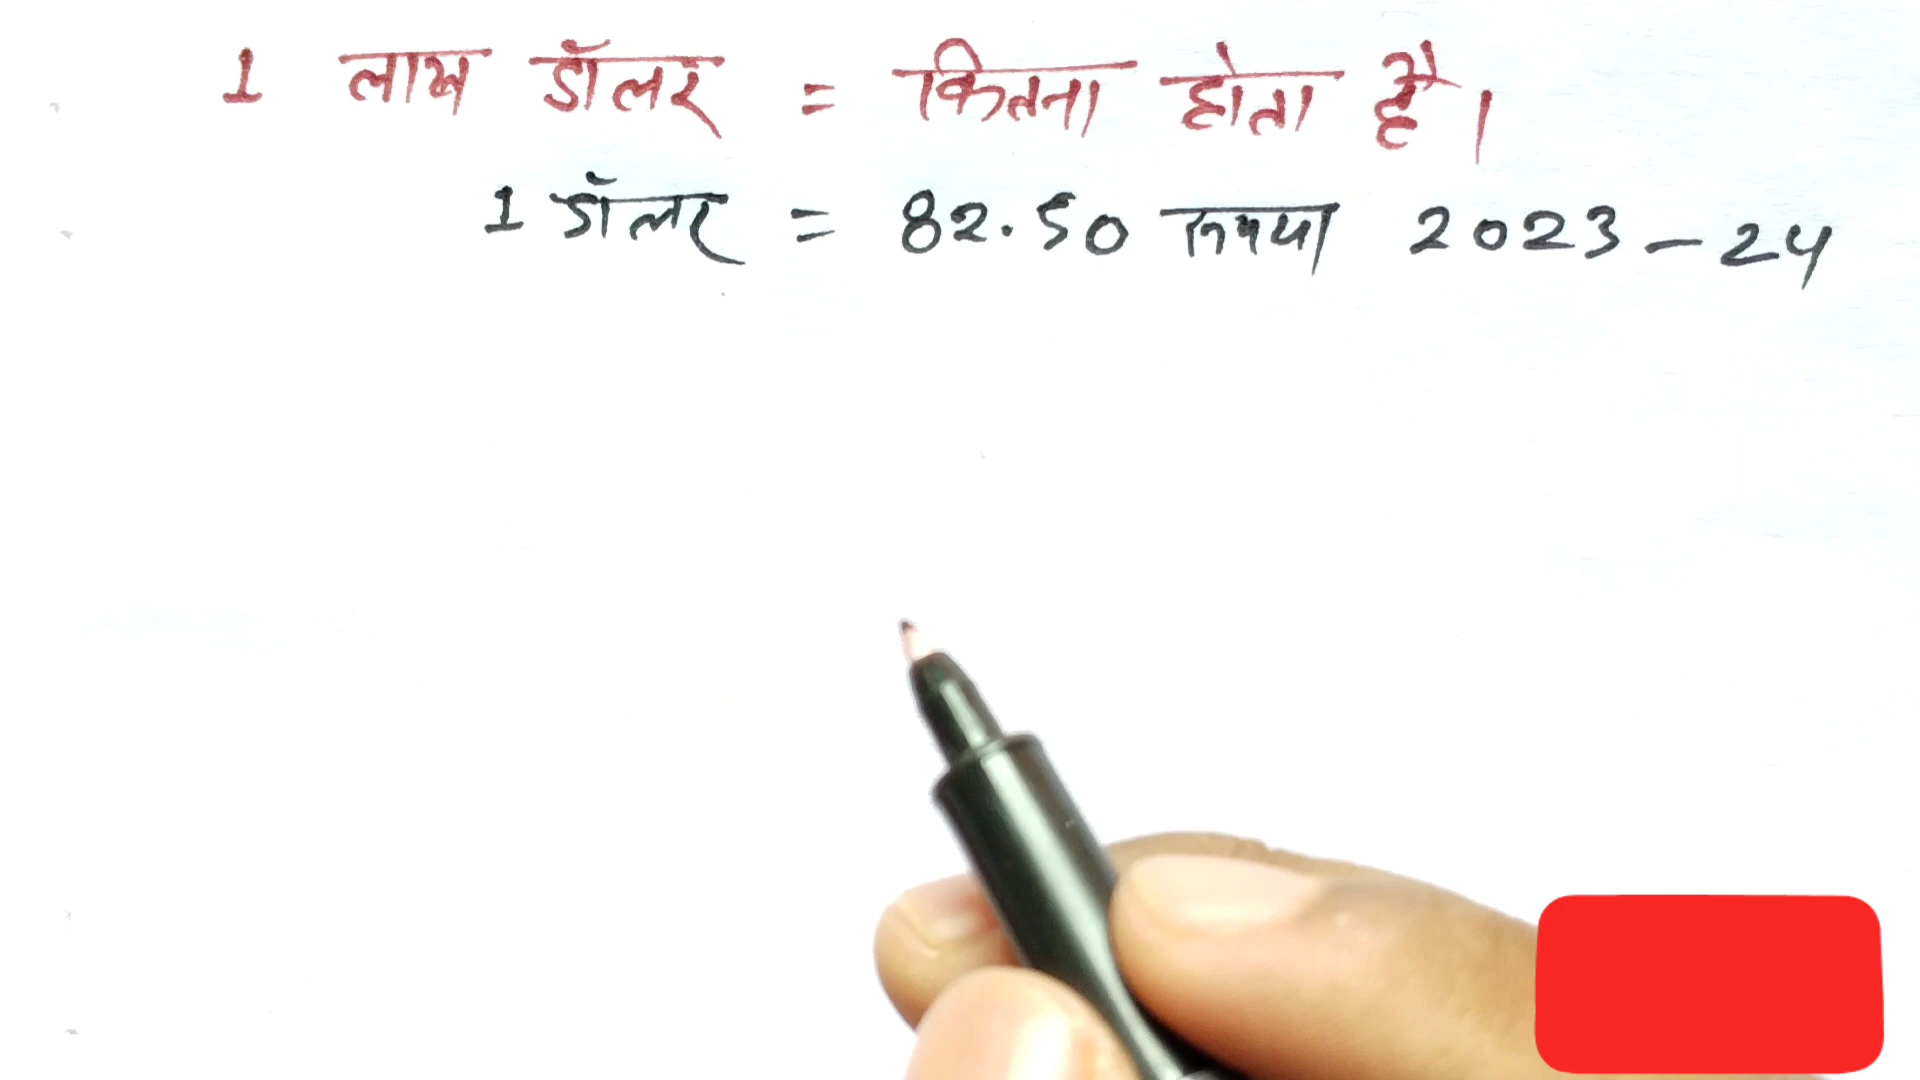 1 लाख डॉलर = कितना होता है।
1 डॉलर = 82.50 रूपया 2023-24